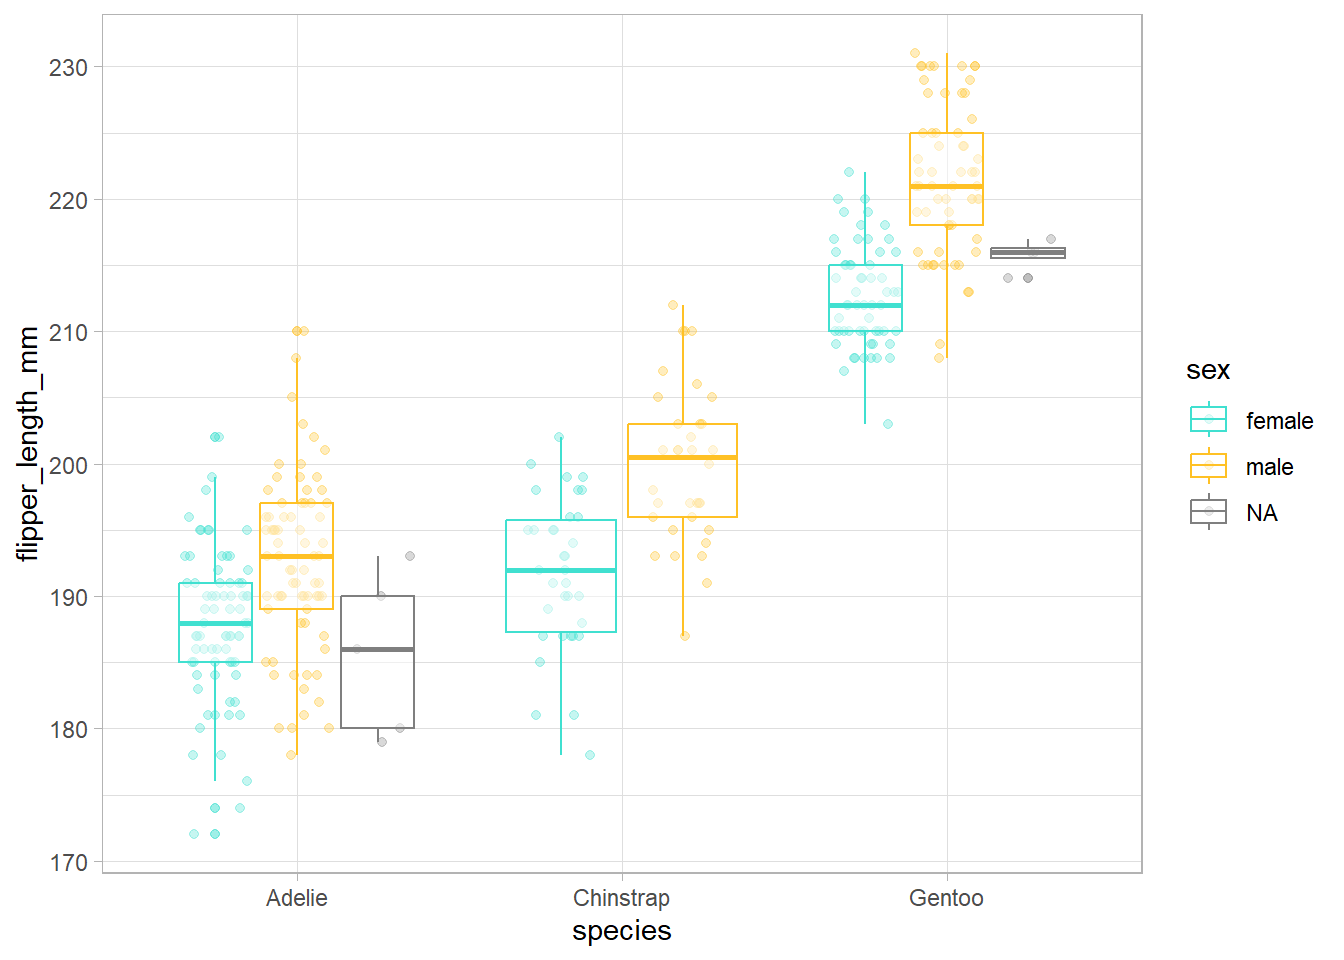 230
220
210
200
190
180
170
flipper_length_mm
Adelie
Chinstrap
Gentoo
species
sex
female
male
NA